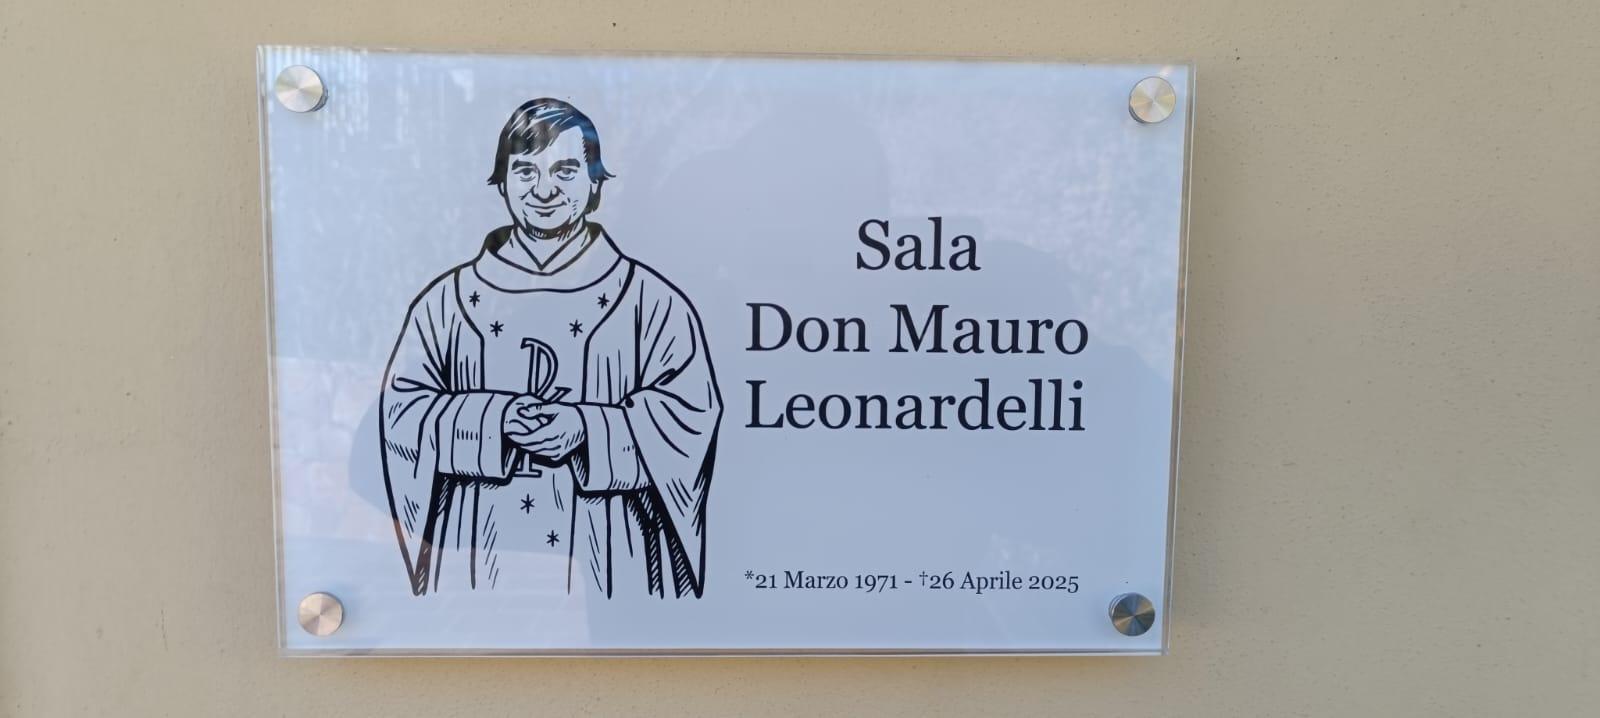 Sala
Don Mauro
Leonardelli
*21 Marzo 1971 - †26 Aprile 2025